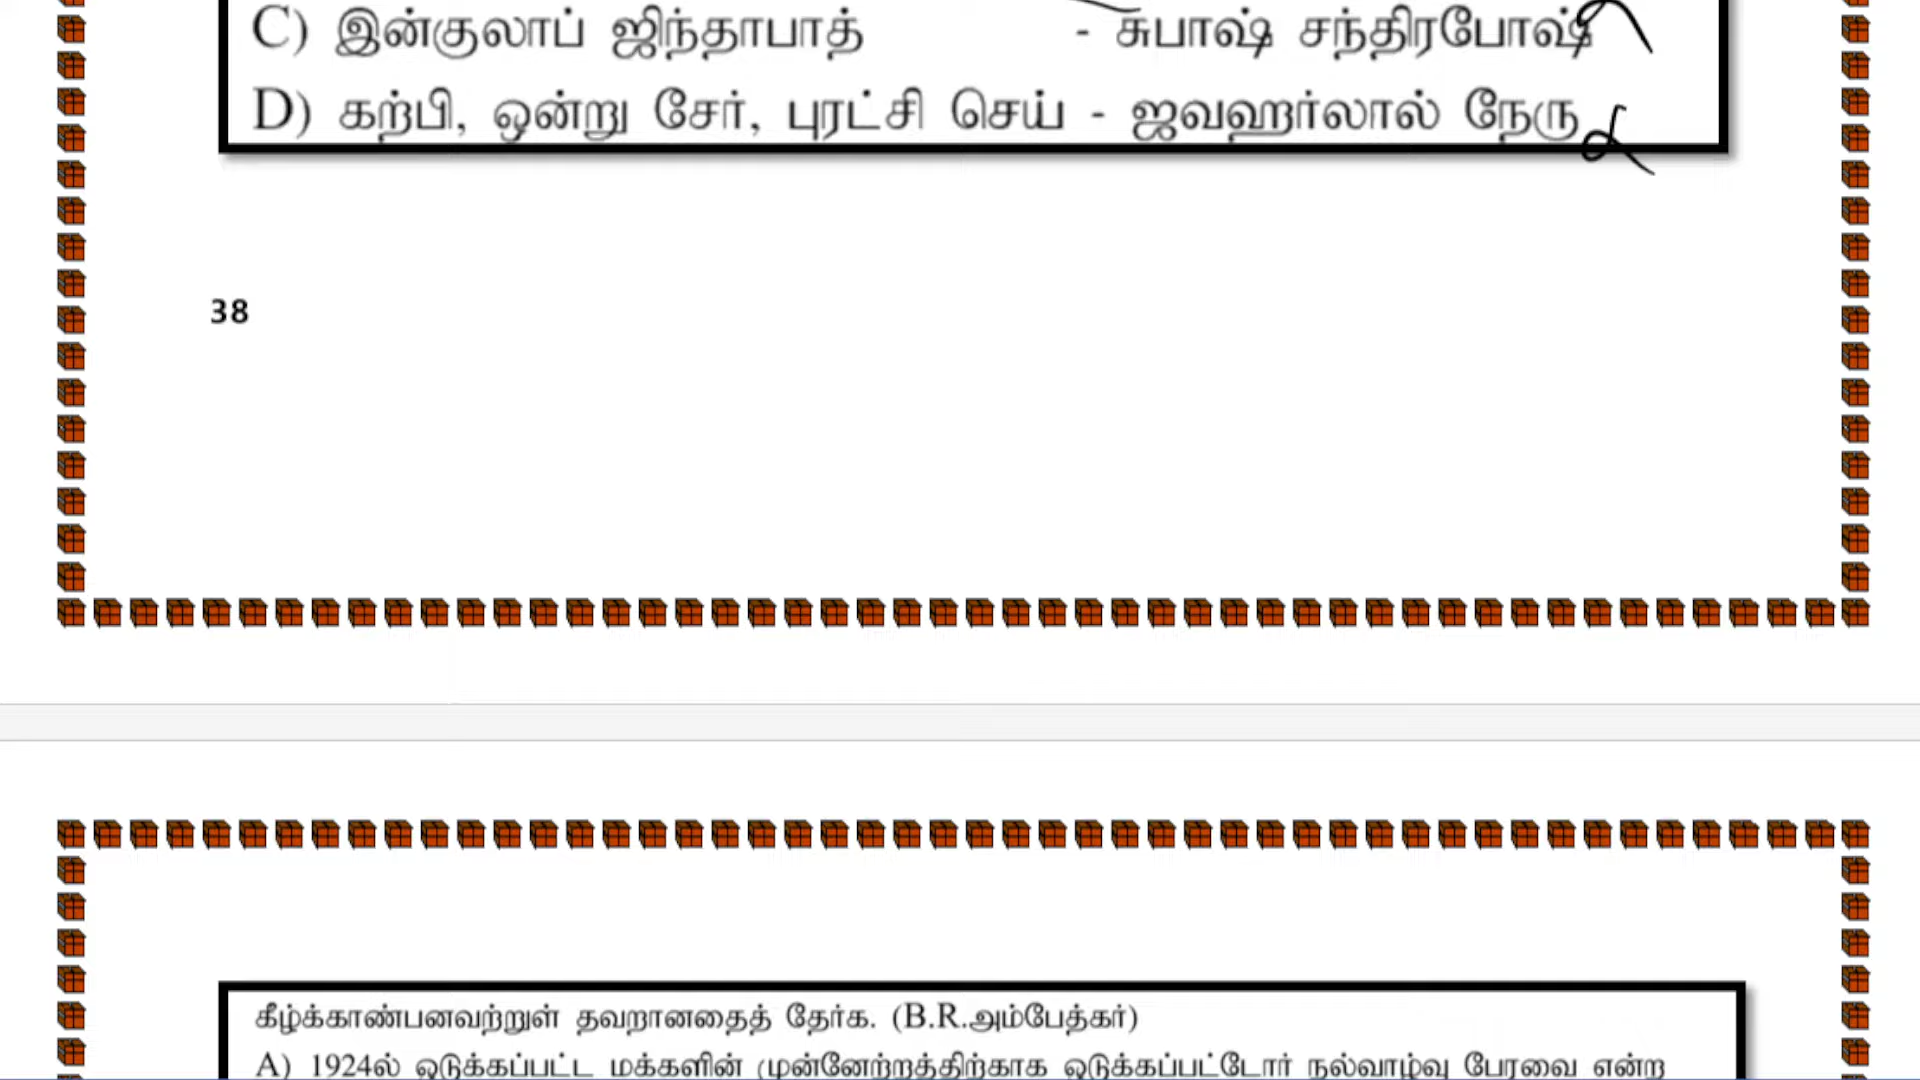 C) இன்குலாப் ஜிந்தாபாத் - சுபாஷ் சந்திரபோஷ்
D) கற்பி, ஒன்று சேர், புரட்சி செய் - ஜவஹர்லால் நேரு
38
கீழ்க்காண்பனவற்றுள் தவறானதைத் தேர்க. (B.R.அம்பேத்கர்)
A) 1924ல் ஒடுக்கப்பட்ட மக்களின் முன்னேற்றத்திற்காக ஒடுக்கப்பட்டோர் நல்வாழ்வு பேரவை என்ற